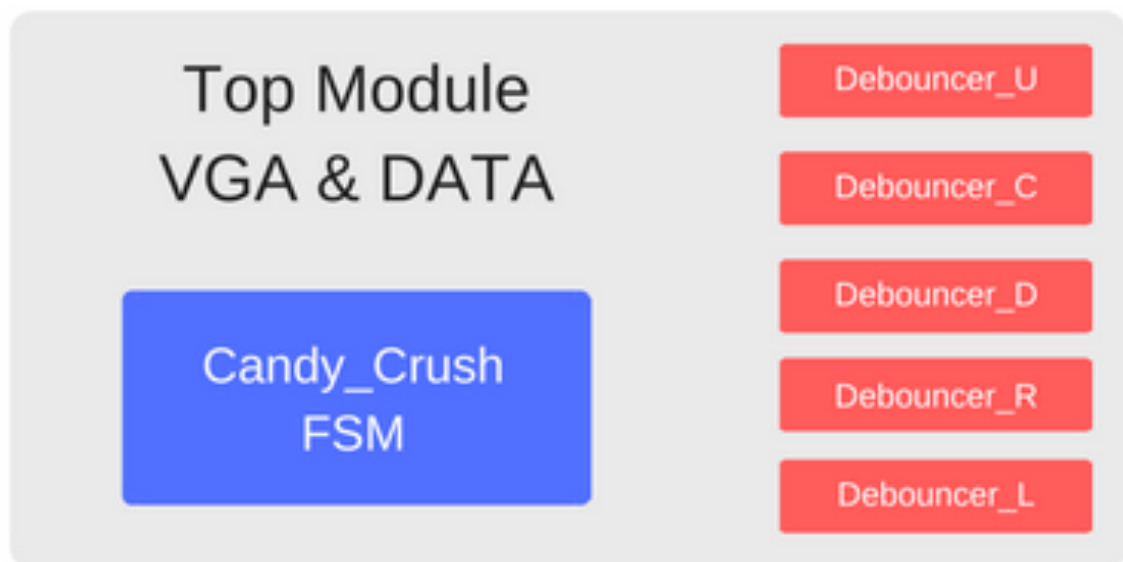 Top Module
VGA & DATA
Candy_Crush
FSM
Debouncer_U
Debouncer_C
Debouncer_D
Debouncer_R
Debouncer_L